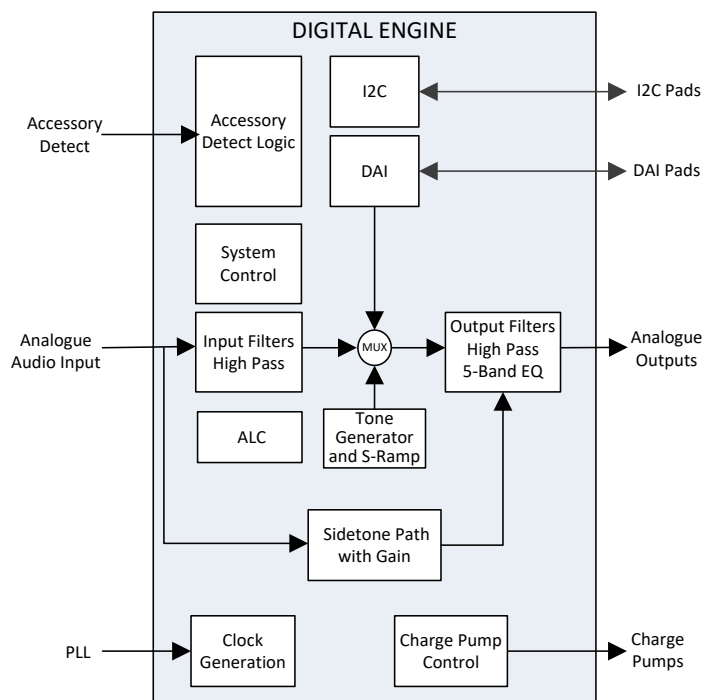 DIGITAL ENGINE
Accessory
Detect
Accessory
Detect Logic
I2C
I2C Pads
DAI
DAI Pads
System
Control
Analogue
Audio Input
Input Filters
High Pass
MUX
Output Filters
High Pass
5-Band EQ
Analogue
Outputs
ALC
Tone
Generator
and S-Ramp
Sidetone Path
with Gain
PLL
Clock
Generation
Charge Pump
Control
Charge
Pumps